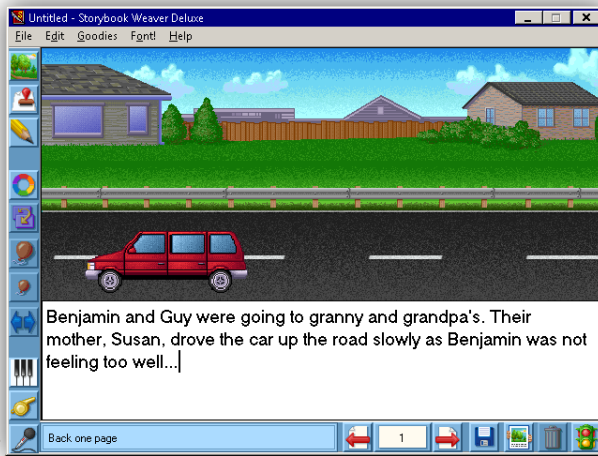 Untitled - Storybook Weaver Deluxe
File Edit Goodies Font! Help
Benjamin and Guy were going to granny and grandpa's. Their
mother, Susan, drove the car up the road slowly as Benjamin was not
feeling too well...
Back one page
1